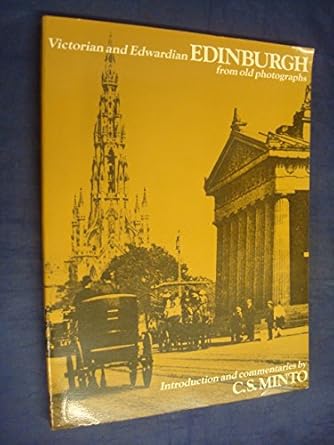 Victorian and Edwardian EDINBURGH
from old photographs
Introduction and commentaries by
C.S. MINTO